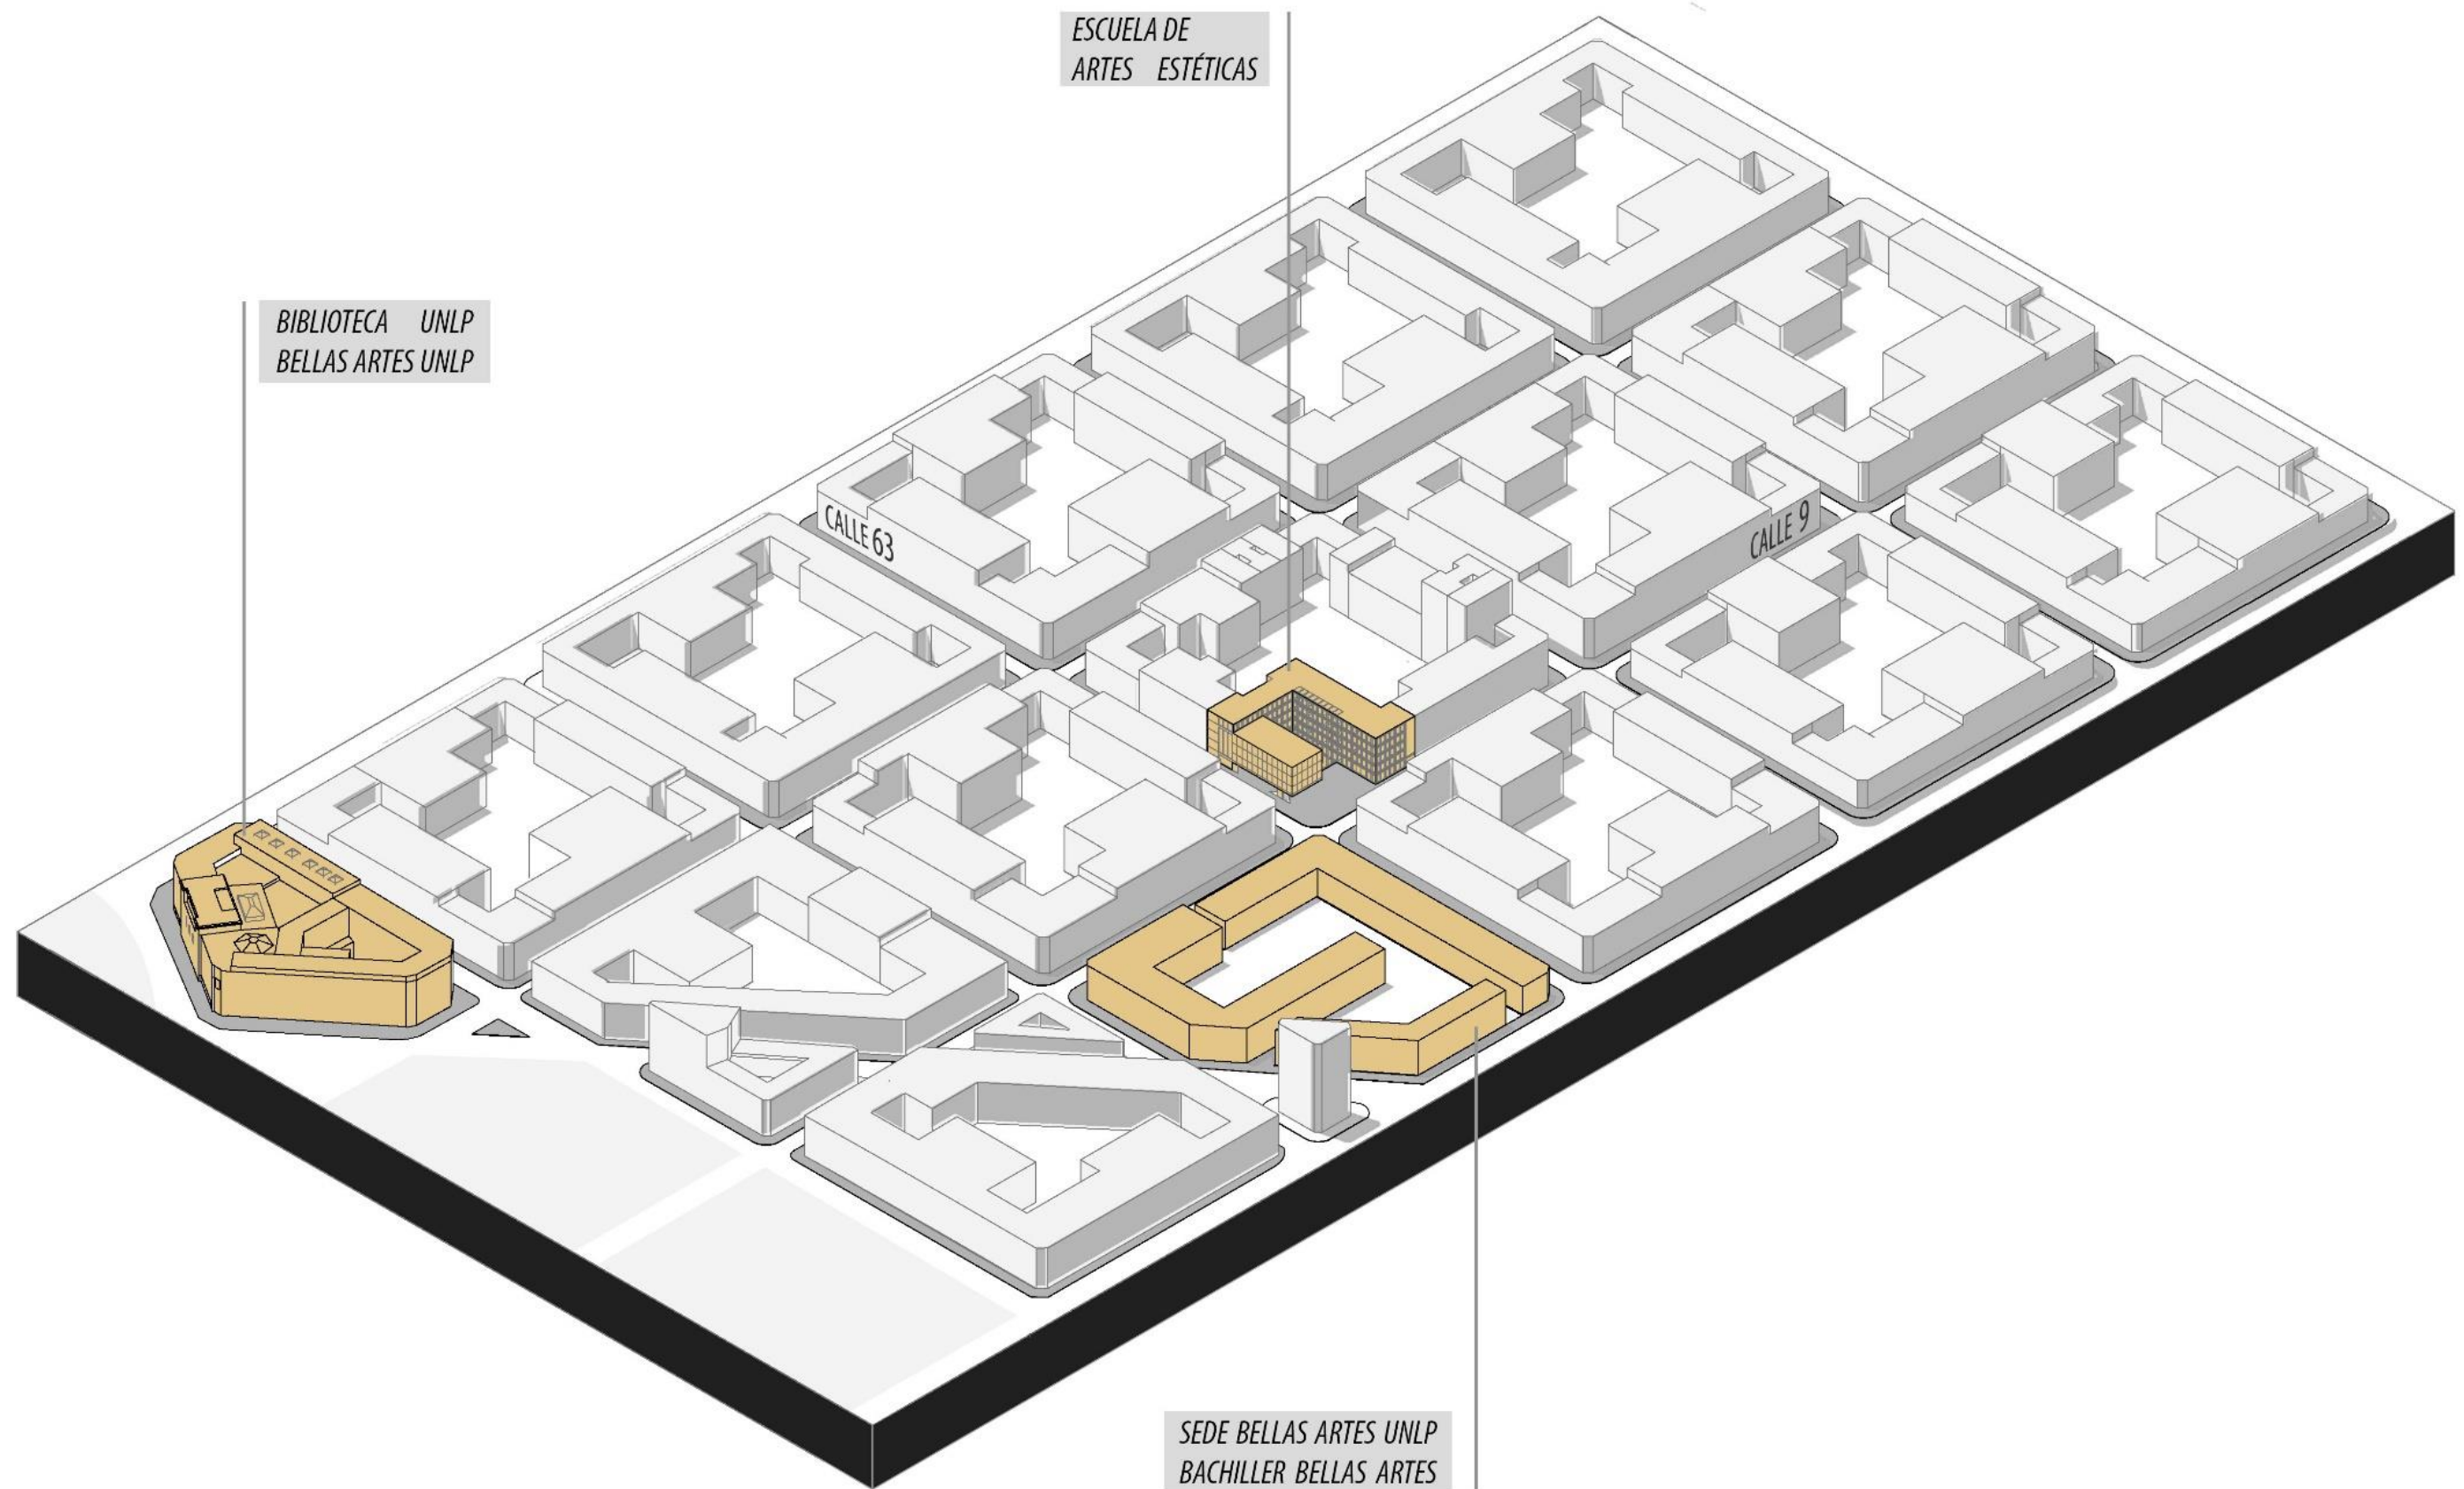 ESCUELA DE
ARTES ESTÉTICAS
BIBLIOTECA UNLP
BELLAS ARTES UNLP
CALLE 63
CALLE 9
SEDE BELLAS ARTES UNLP
BACHILLER BELLAS ARTES